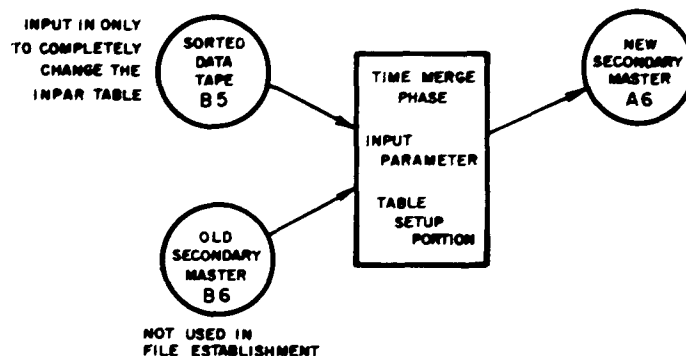 INPUT IN ONLY
TO COMPLETELY
CHANGE THE
INPAR TABLE
SORTED
DATA
TAPE
B5
TIME MERGE
PHASE
INPUT
PARAMETER
TABLE
SETUP
PORTION
NEW
SECONDARY
MASTER
A6
OLD
SECONDARY
MASTER
B6
NOT USED IN
FILE ESTABLISHMENT